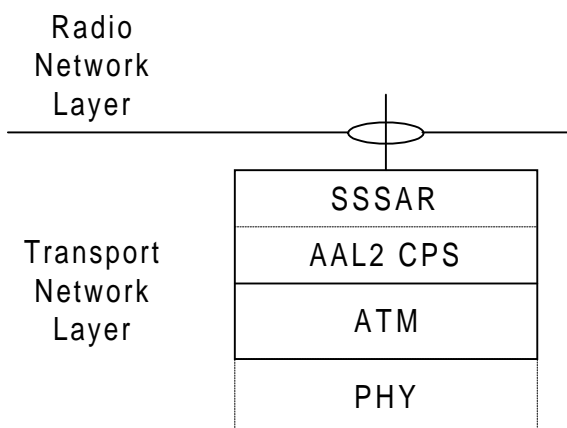 Radio
Network
Layer
SSSAR
AAL2 CPS
Transport
Network
Layer
ATM
PHY